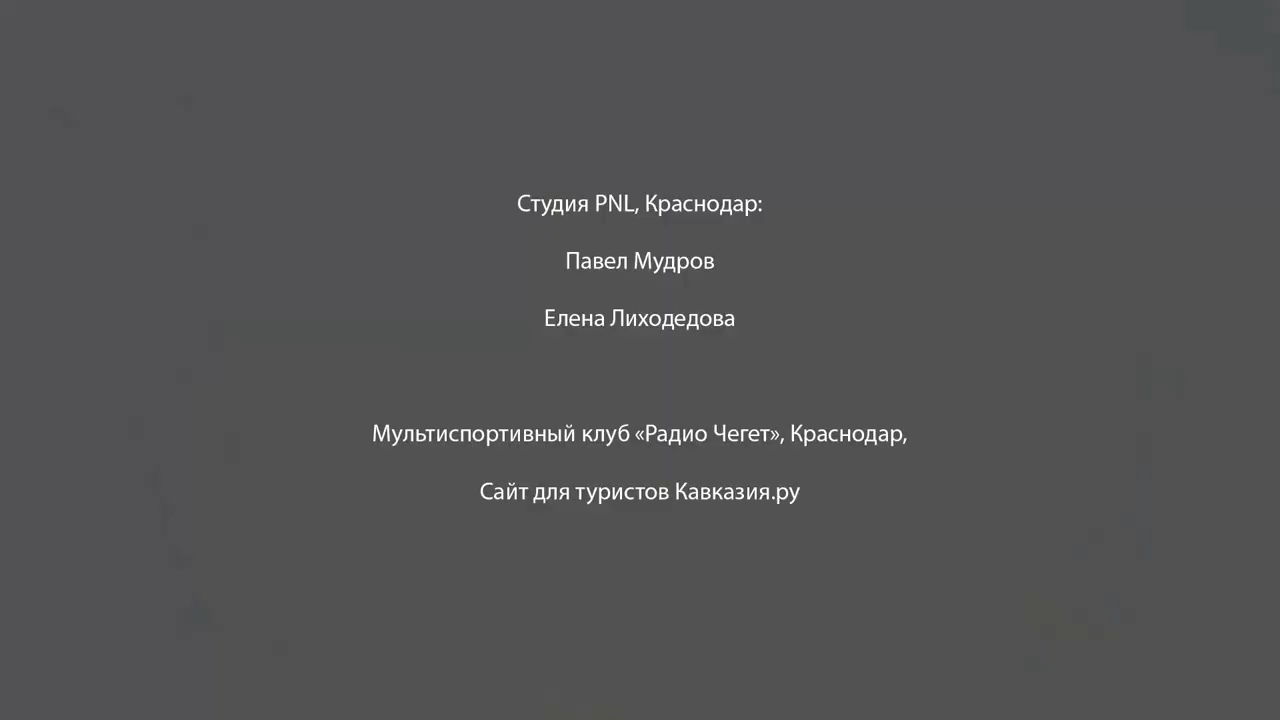 Студия PNL, Краснодар:
Павел Мудров
Елена Лиходедова
Мультиспортивный клуб «Радио Чегет», Краснодар,
Сайт для туристов Кавказия.ру